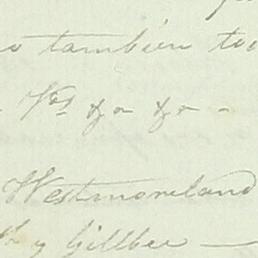 o tambien too
Vs &a &a -
Westmoreland
y Gillbee —